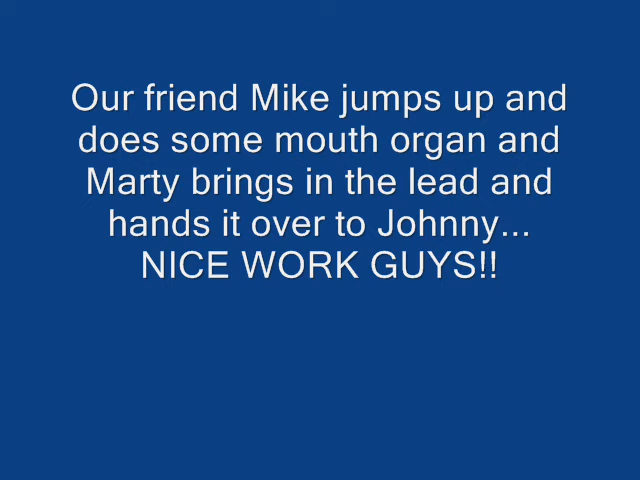 Our friend Mike jumps up and
does some mouth organ and
Marty brings in the lead and
hands it over to Johnny...
NICE WORK GUYS!!